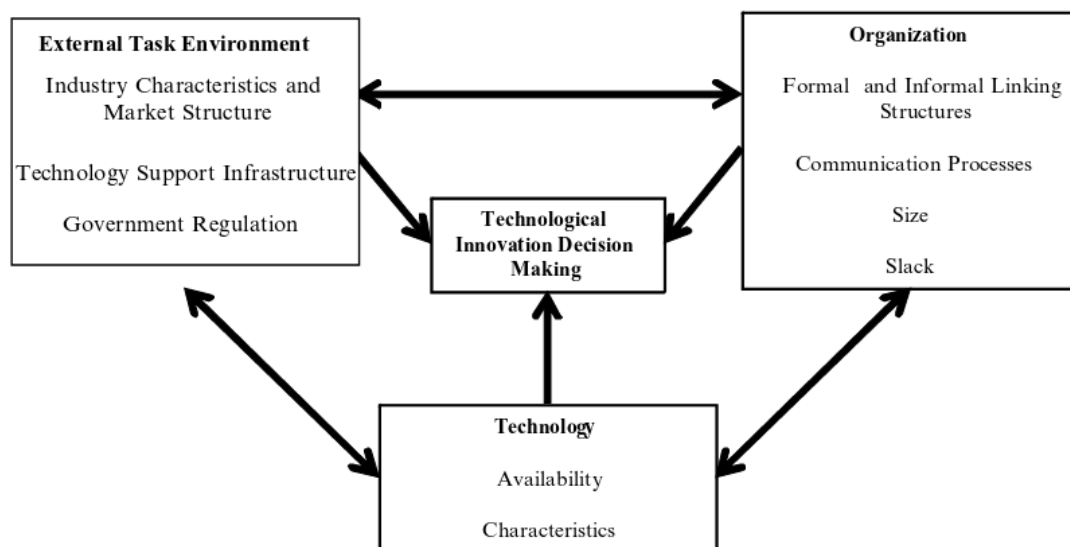 External Task Environment
Industry Characteristics and
Market Structure
Technology Support Infrastructure
Government Regulation
Organization
Formal and Informal Linking
Structures
Communication Processes
Size
Slack
Technological
Innovation Decision
Making
Technology
Availability
Characteristics